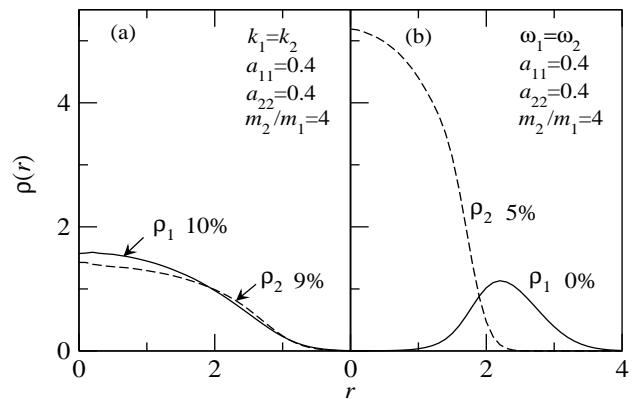 (a)
k₁=k₂
a₁₁=0.4
a₂₂=0.4
m₂/m₁=4
ρ₁ 10%
ρ₂ 9%
(b)
ω₁=ω₂
a₁₁=0.4
a₂₂=0.4
m₂/m₁=4
ρ₂ 5%
ρ₁ 0%
ρ(r)
4
2
0
0 2 0 2 4
r